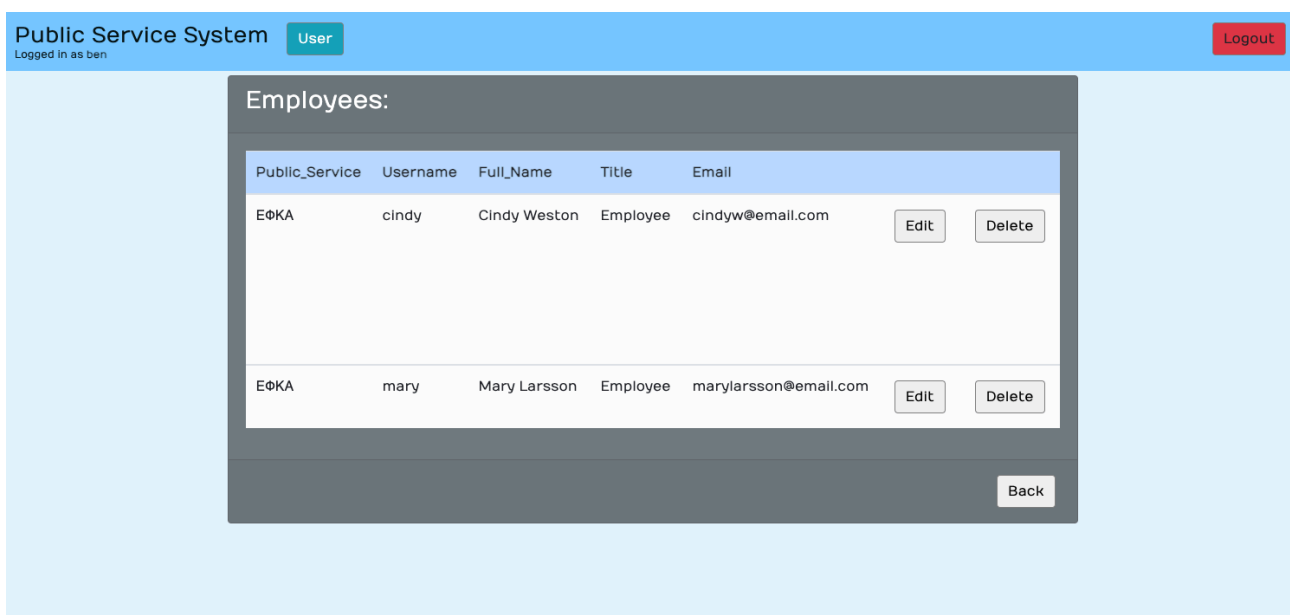 Public Service System User Logout
Logged in as ben
Employees:
Public_Service Username Full_Name Title Email
ΕΦΚΑ cindy Cindy Weston Employee cindyw@email.com Edit Delete
ΕΦΚΑ mary Mary Larsson Employee marylarsson@email.com Edit Delete
Back